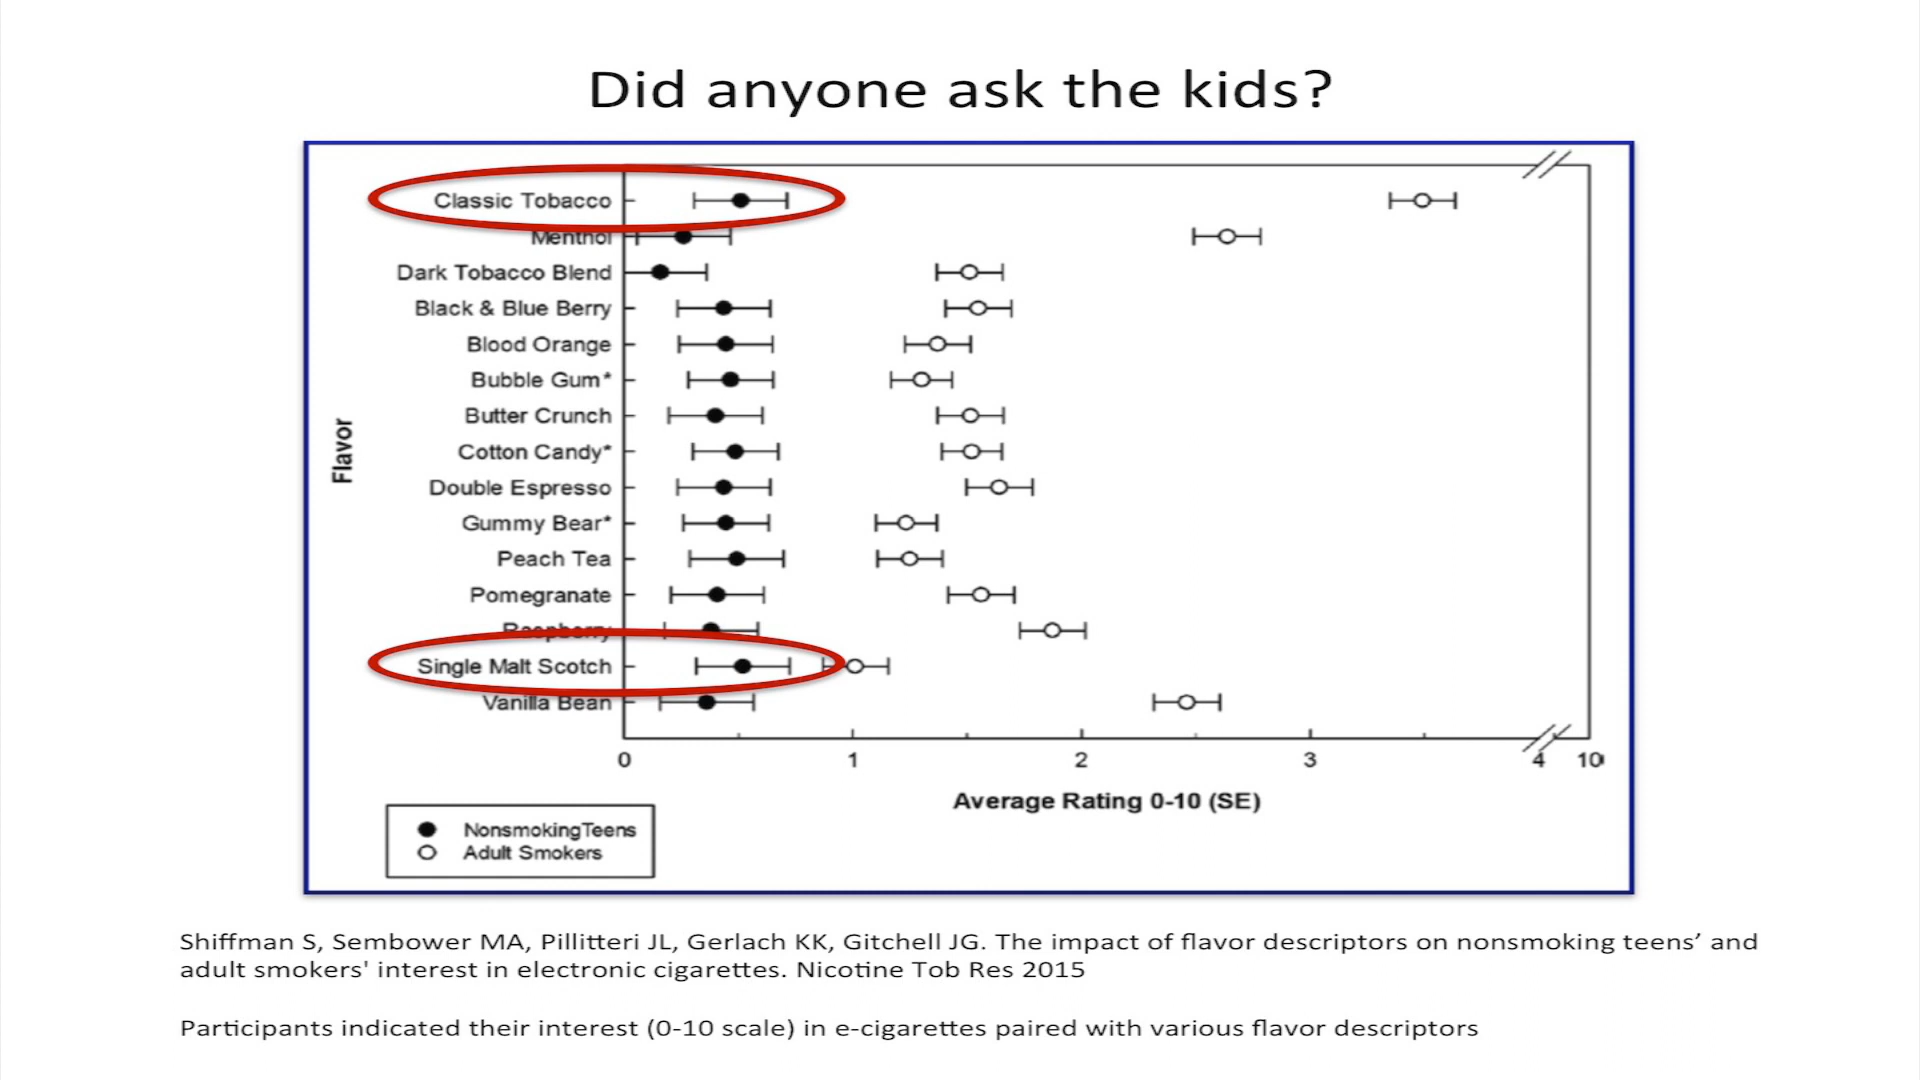 Did anyone ask the kids?
Classic Tobacco
Menthol
Dark Tobacco Blend
Black & Blue Berry
Blood Orange
Bubble Gum*
Butter Crunch
Cotton Candy*
Double Espresso
Gummy Bear*
Peach Tea
Pomegranate
Raspberry
Single Malt Scotch
Vanilla Bean
Flavor
0 1 2 3 4 10
Average Rating 0-10 (SE)
NonsmokingTeens
Adult Smokers
Shiffman S, Sembower MA, Pillitteri JL, Gerlach KK, Gitchell JG. The impact of flavor descriptors on nonsmoking teens’ and
adult smokers' interest in electronic cigarettes. Nicotine Tob Res 2015
Participants indicated their interest (0-10 scale) in e-cigarettes paired with various flavor descriptors